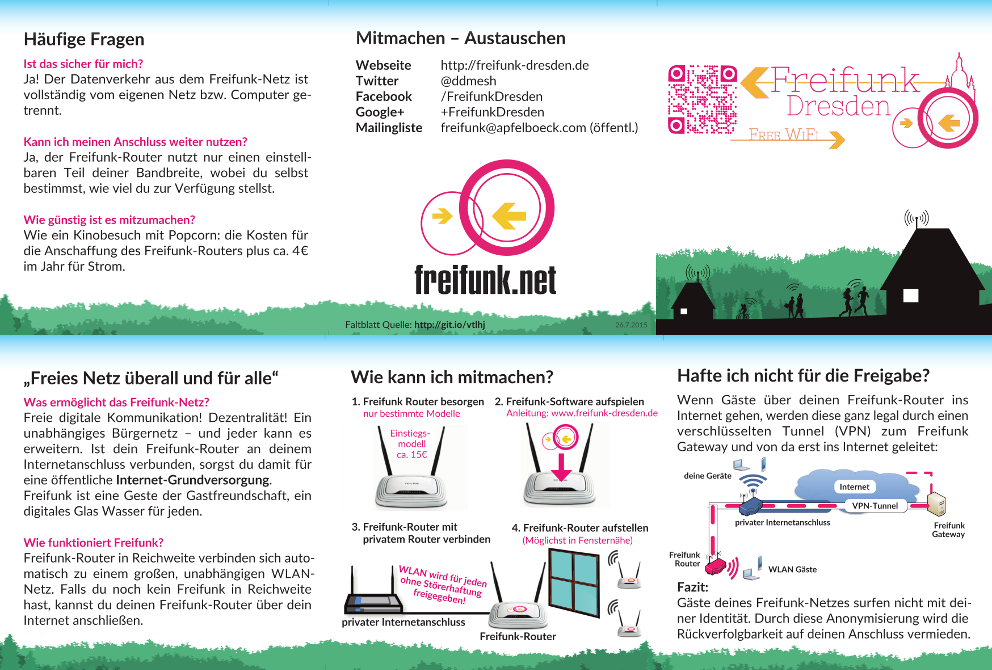 Häufige Fragen
Ist das sicher für mich?
Ja! Der Datenverkehr aus dem Freifunk-Netz ist
vollständig vom eigenen Netz bzw. Computer ge-
trennt.
Kann ich meinen Anschluss weiter nutzen?
Ja, der Freifunk-Router nutzt nur einen einstell-
baren Teil deiner Bandbreite, wobei du selbst
bestimmst, wie viel du zur Verfügung stellst.
Wie günstig ist es mitzumachen?
Wie ein Kinobesuch mit Popcorn: die Kosten für
die Anschaffung des Freifunk-Routers plus ca. 4€
im Jahr für Strom.
Mitmachen – Austauschen
Webseite http://freifunk-dresden.de
Twitter @ddmesh
Facebook /FreifunkDresden
Google+ +FreifunkDresden
Mailingliste freifunk@apfelboeck.com (öffentl.)
freifunk.net
Faltblatt Quelle: http://git.io/vtlhj
26.7.2015
Freifunk
Dresden
Free WiFi
„Freies Netz überall und für alle“
Was ermöglicht das Freifunk-Netz?
Freie digitale Kommunikation! Dezentralität! Ein
unabhängiges Bürgernetz – und jeder kann es
erweitern. Ist dein Freifunk-Router an deinem
Internetanschluss verbunden, sorgst du damit für
eine öffentliche Internet-Grundversorgung.
Freifunk ist eine Geste der Gastfreundschaft, ein
digitales Glas Wasser für jeden.
Wie funktioniert Freifunk?
Freifunk-Router in Reichweite verbinden sich auto-
matisch zu einem großen, unabhängigen WLAN-
Netz. Falls du noch kein Freifunk in Reichweite
hast, kannst du deinen Freifunk-Router über dein
Internet anschließen.
Wie kann ich mitmachen?
1. Freifunk Router besorgen
nur bestimmte Modelle
Einstiegs-
modell
ca. 15€
2. Freifunk-Software aufspielen
Anleitung: www.freifunk-dresden.de
3. Freifunk-Router mit
privatem Router verbinden
WLAN wird für jeden
ohne Störerhaftung
freigegeben!
privater Internetanschluss
4. Freifunk-Router aufstellen
(Möglichst in Fensternähe)
Freifunk-Router
Hafte ich nicht für die Freigabe?
Wenn Gäste über deinen Freifunk-Router ins
Internet gehen, werden diese ganz legal durch einen
verschlüsselten Tunnel (VPN) zum Freifunk
Gateway und von da erst ins Internet geleitet:
deine Geräte
Internet
VPN-Tunnel
privater Internetanschluss
Freifunk
Gateway
Freifunk
Router
WLAN Gäste
Fazit:
Gäste deines Freifunk-Netzes surfen nicht mit dei-
ner Identität. Durch diese Anonymisierung wird die
Rückverfolgbarkeit auf deinen Anschluss vermieden.